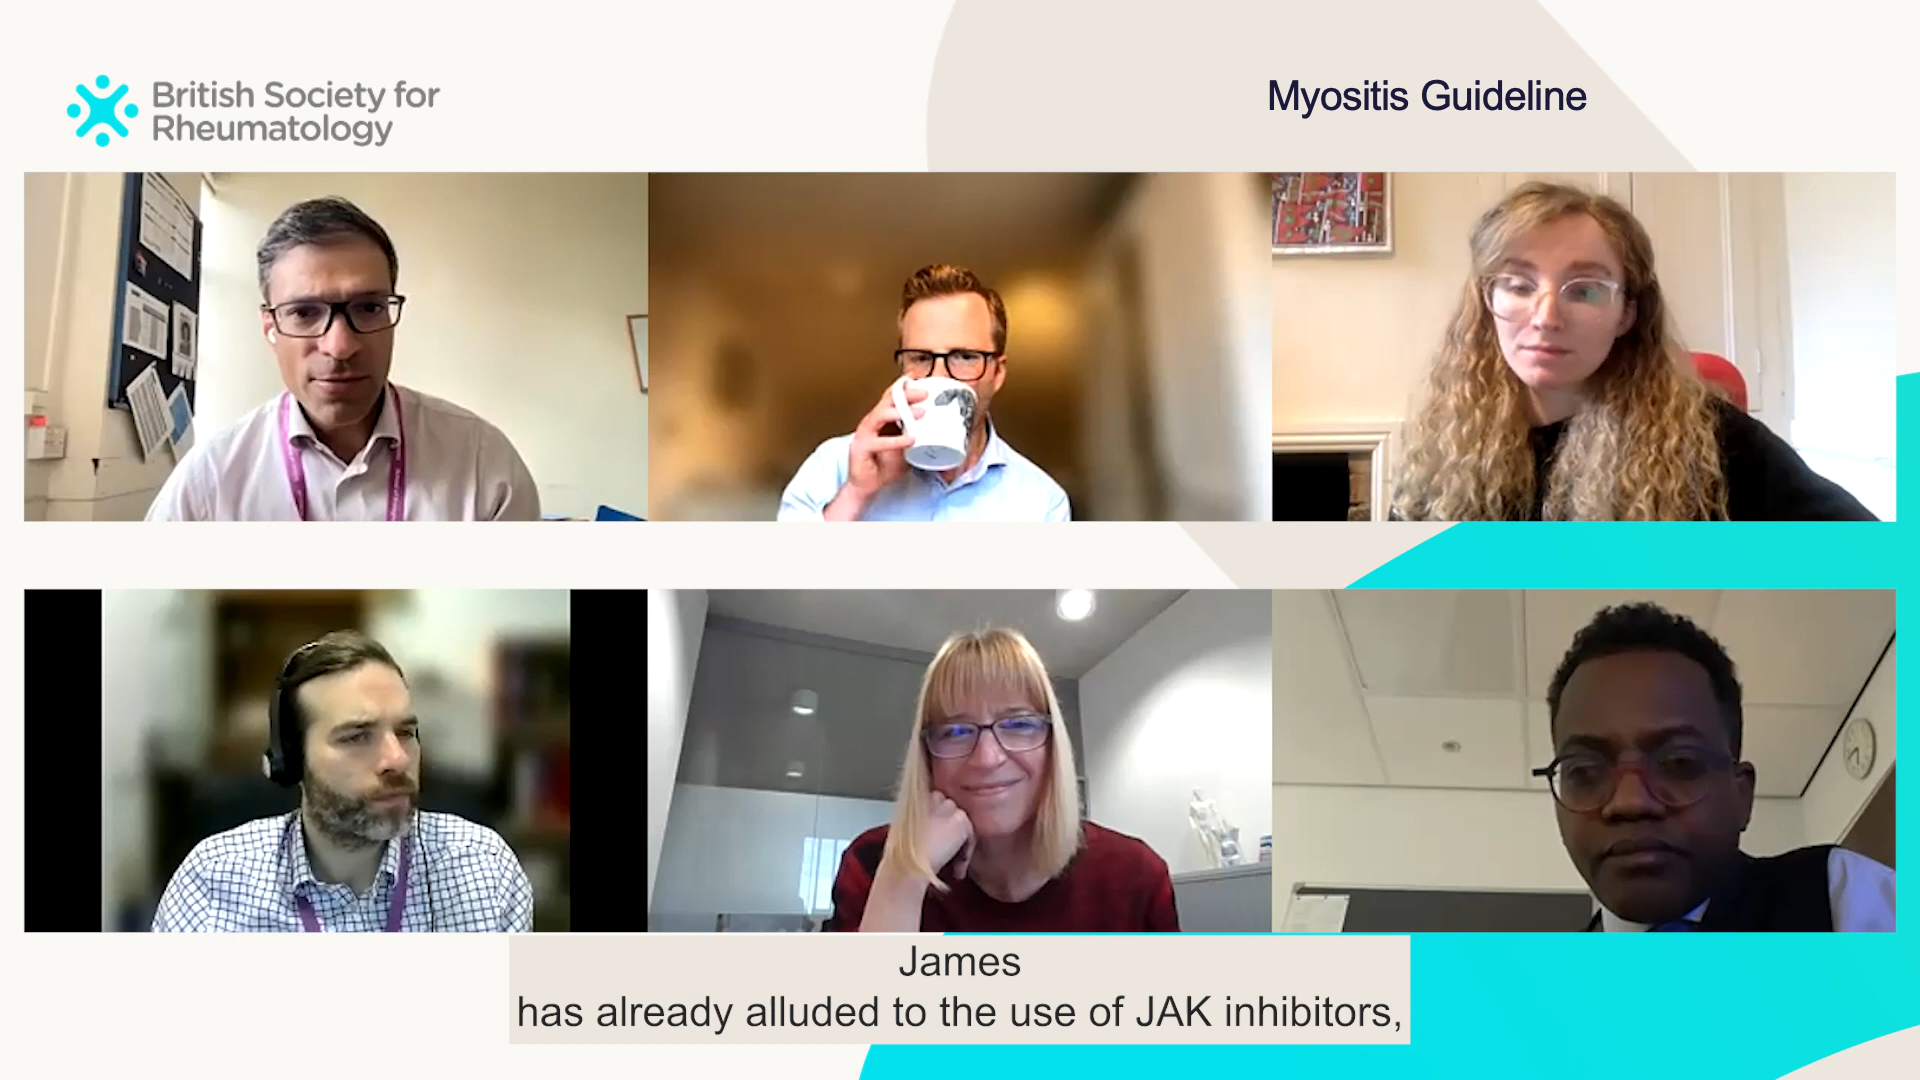 British Society for
Rheumatology
Myositis Guideline
James
has already alluded to the use of JAK inhibitors,